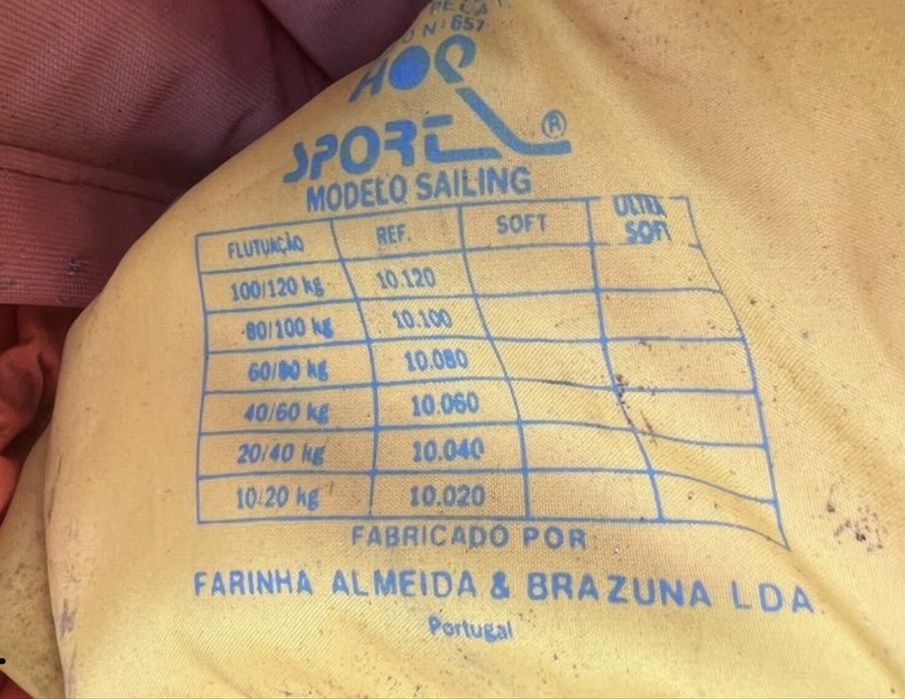 N: 657
HOP
SPORT ®
MODELO SAILING
FLUTUAÇÃO REF. SOFT ULTRA SOFT
100/120 kg 10.120
80/100 kg 10.100
60/80 kg 10.080
40/60 kg 10.060
20/40 kg 10.040
10/20 kg 10.020
FABRICADO POR
FARINHA ALMEIDA & BRAZUNA LDA
Portugal